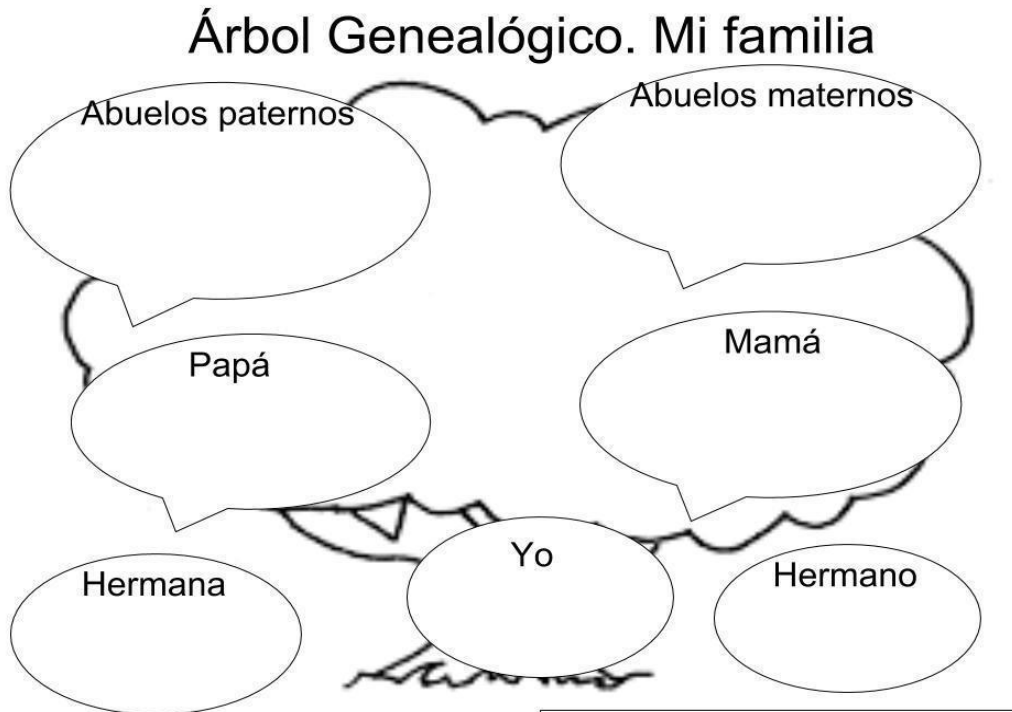 Árbol Genealógico. Mi familia
Abuelos paternos
Abuelos maternos
Papá
Mamá
Hermana
Yo
Hermano